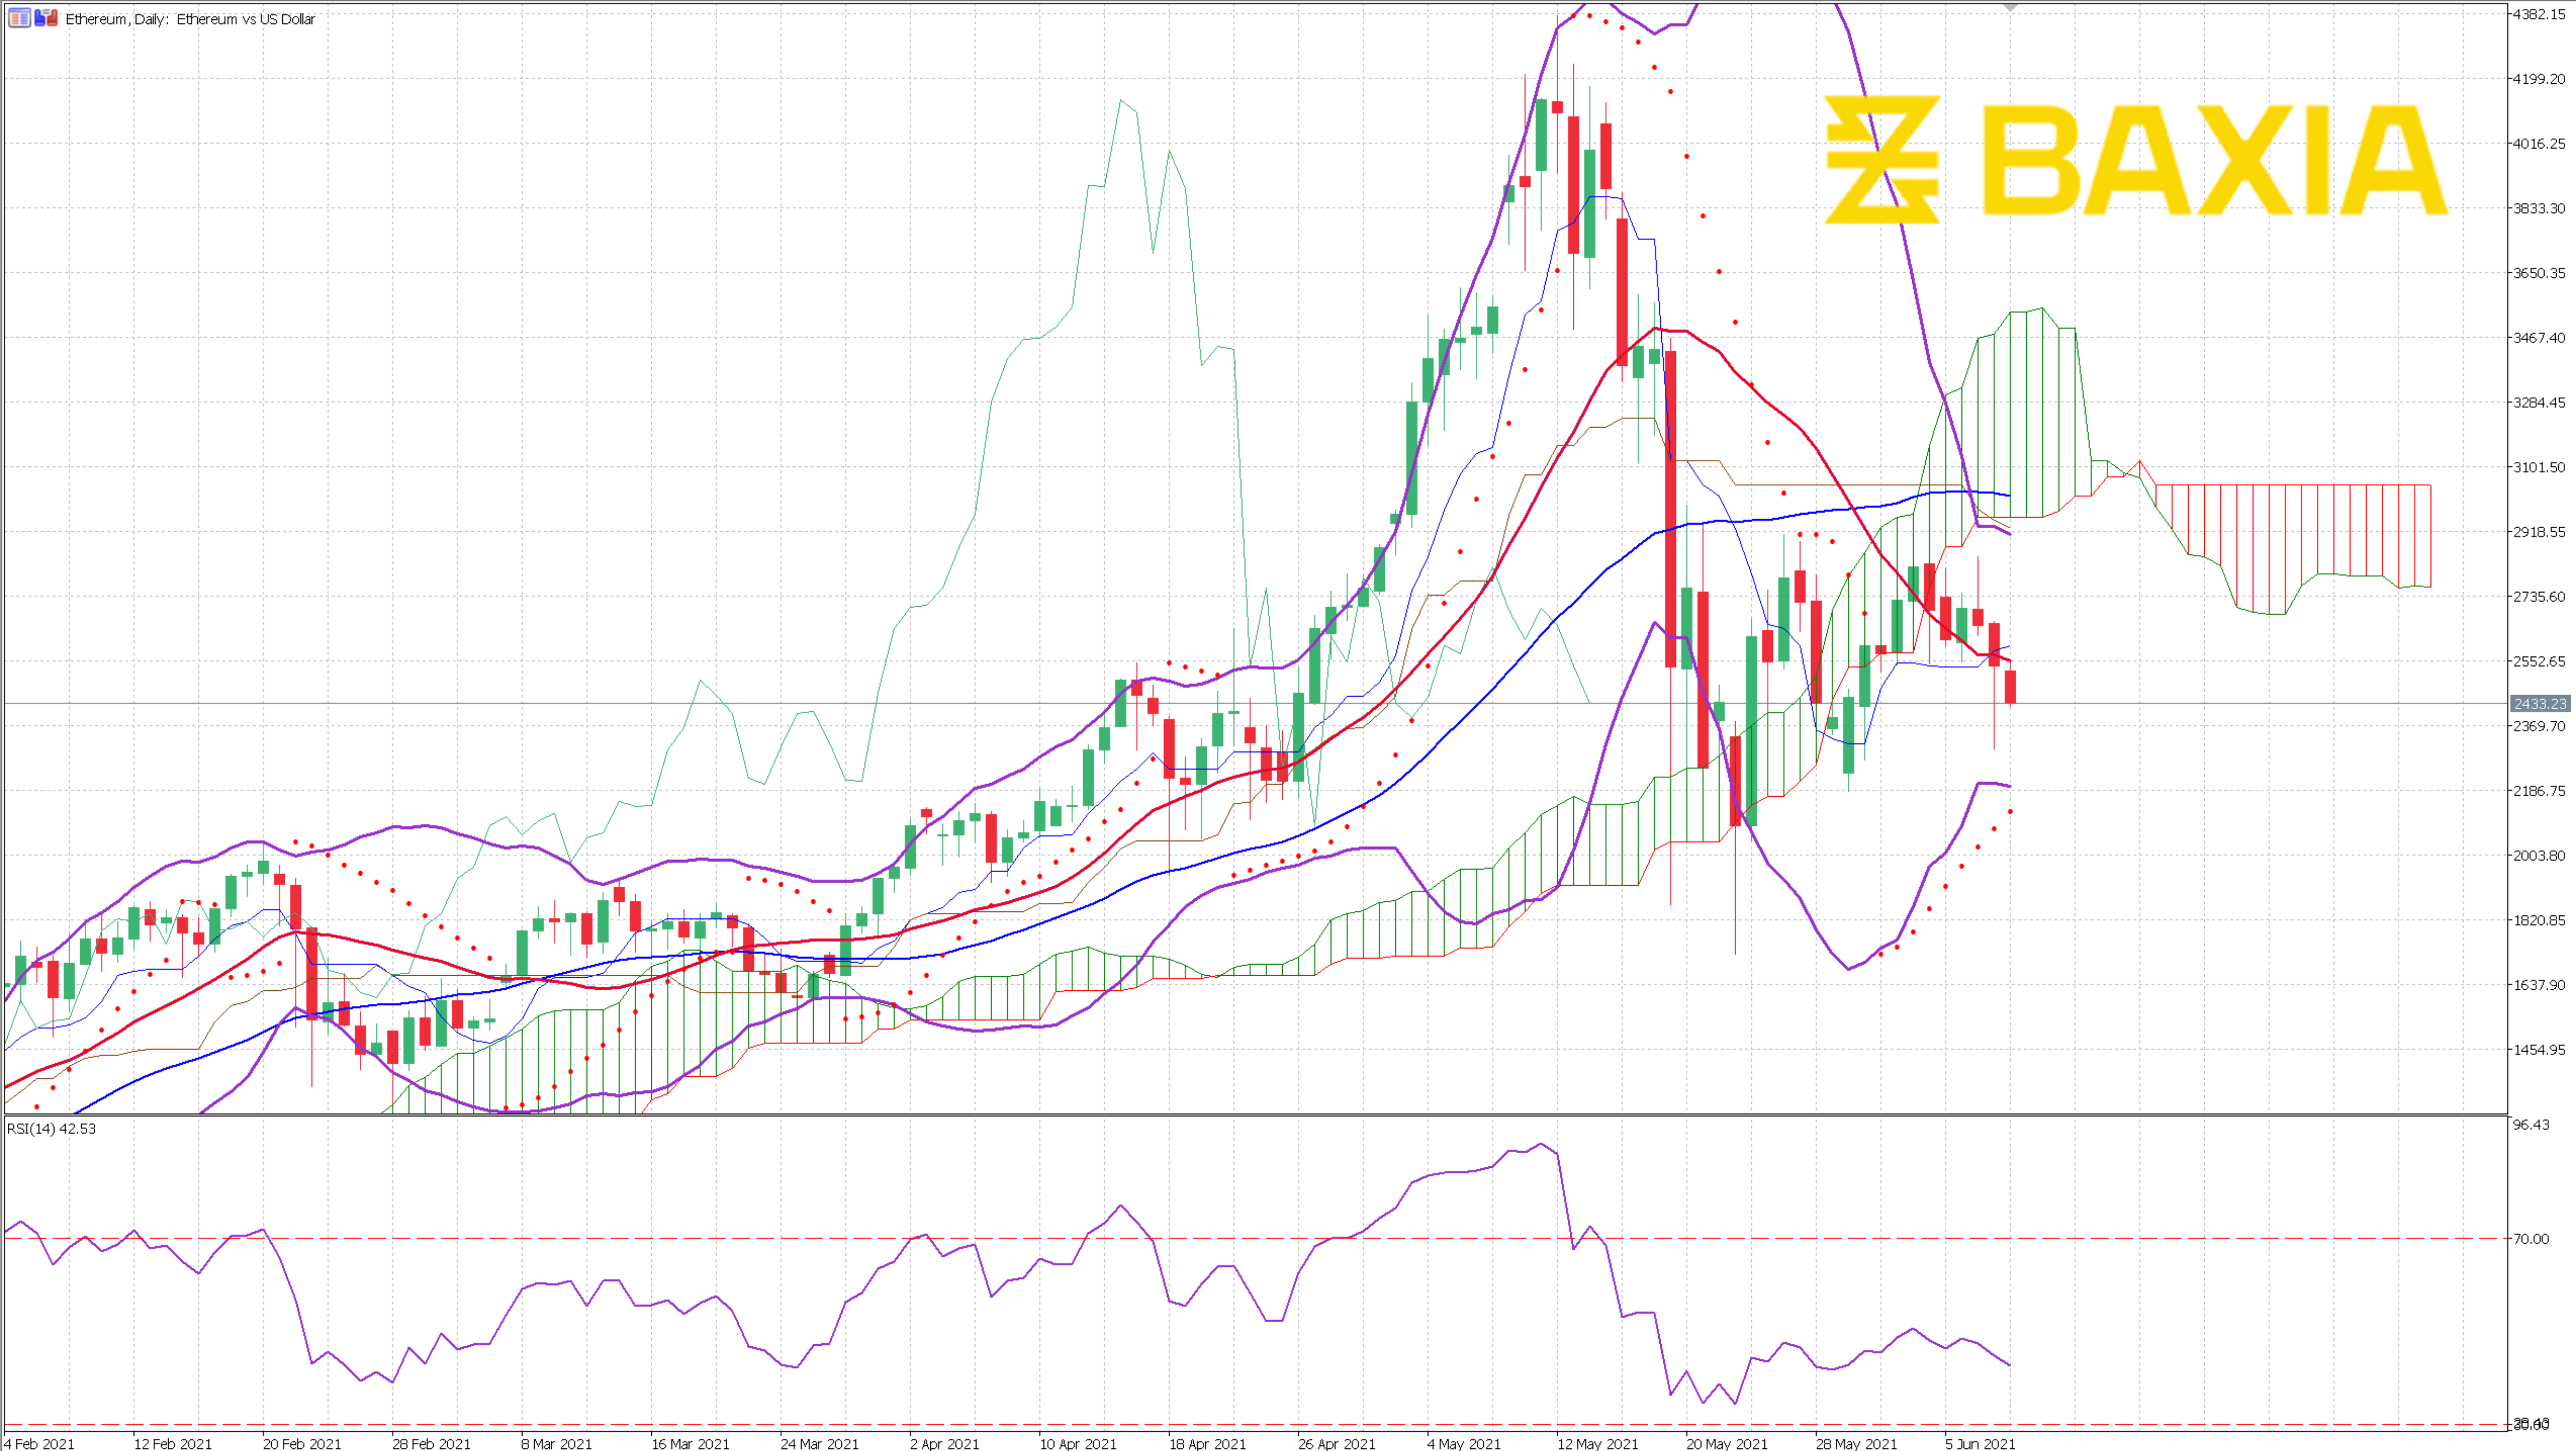 Ethereum, Daily: Ethereum vs US Dollar
BAXIA
4382.15
4199.20
4016.25
3833.30
3650.35
3467.40
3284.45
3101.50
2918.55
2735.60
2552.65
2433.23
2369.70
2186.75
2003.80
1820.85
1637.90
1454.95
RSI(14) 42.53
96.43
70.00
4 Feb 2021
12 Feb 2021
20 Feb 2021
28 Feb 2021
8 Mar 2021
16 Mar 2021
24 Mar 2021
2 Apr 2021
10 Apr 2021
18 Apr 2021
26 Apr 2021
4 May 2021
12 May 2021
20 May 2021
28 May 2021
5 Jun 2021